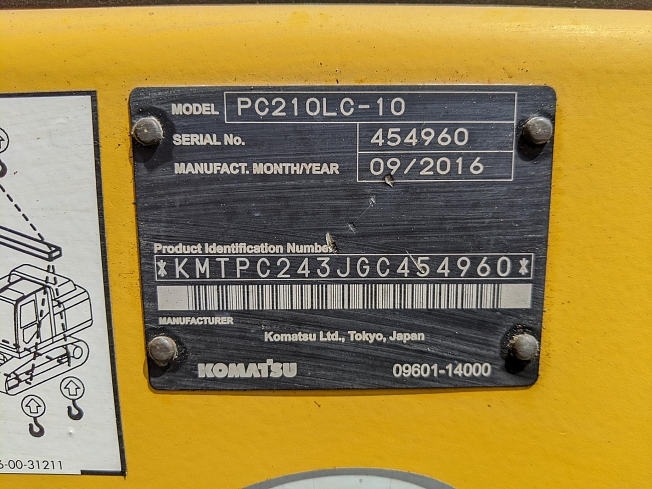 MODEL PC210LC-10
SERIAL No. 454960
MANUFACT. MONTH/YEAR 09/2016
Product Identification Number
*KMTPC243JGC454960*
MANUFACTURER
Komatsu Ltd., Tokyo, Japan
KOMATSU 09601-14000
6-00-31211